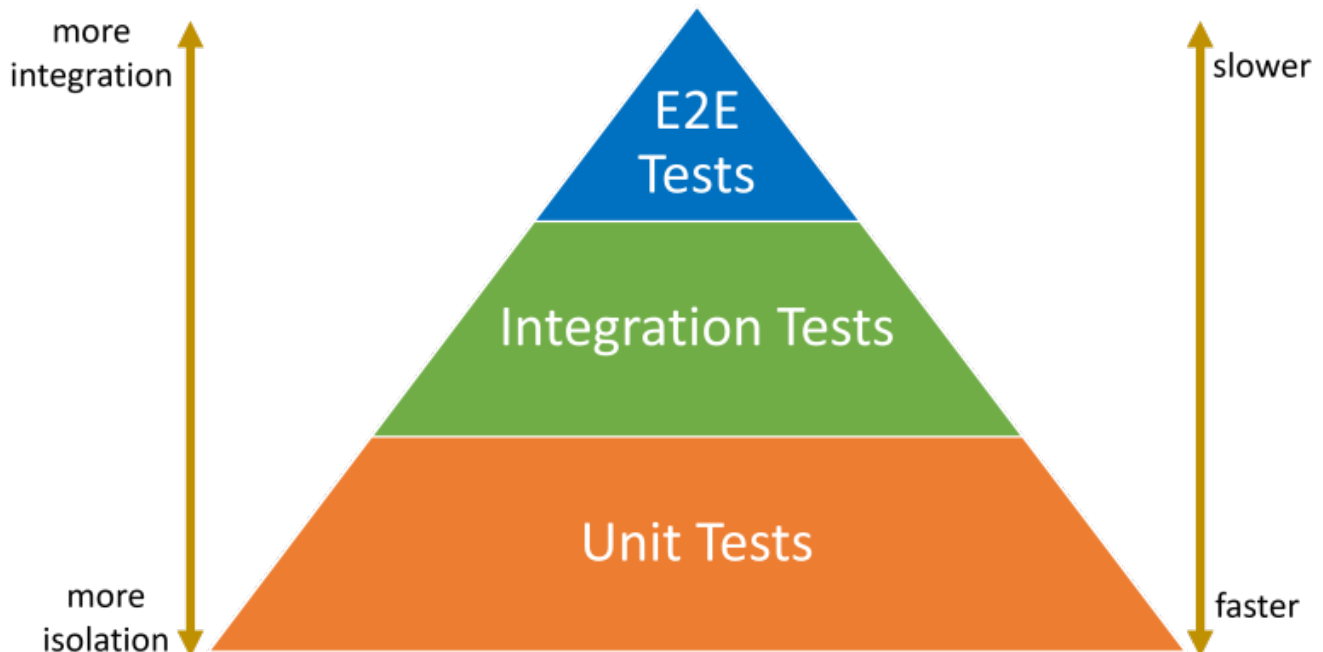 more
integration
slower
E2E
Tests
Integration Tests
Unit Tests
more
isolation
faster